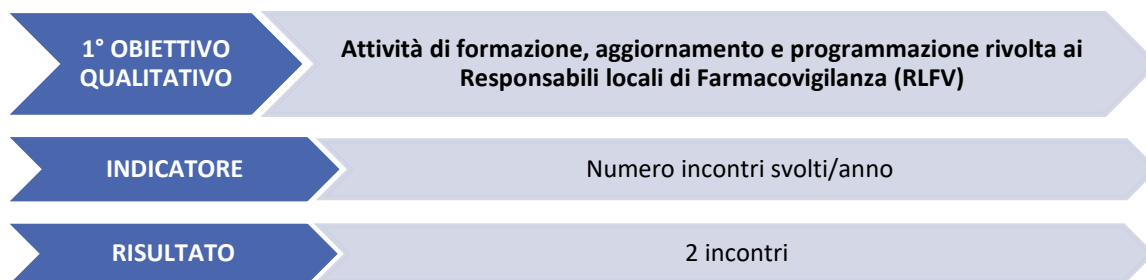 1° OBIETTIVO
QUALITATIVO
Attività di formazione, aggiornamento e programmazione rivolta ai
Responsabili locali di Farmacovigilanza (RLFV)
INDICATORE
Numero incontri svolti/anno
RISULTATO
2 incontri